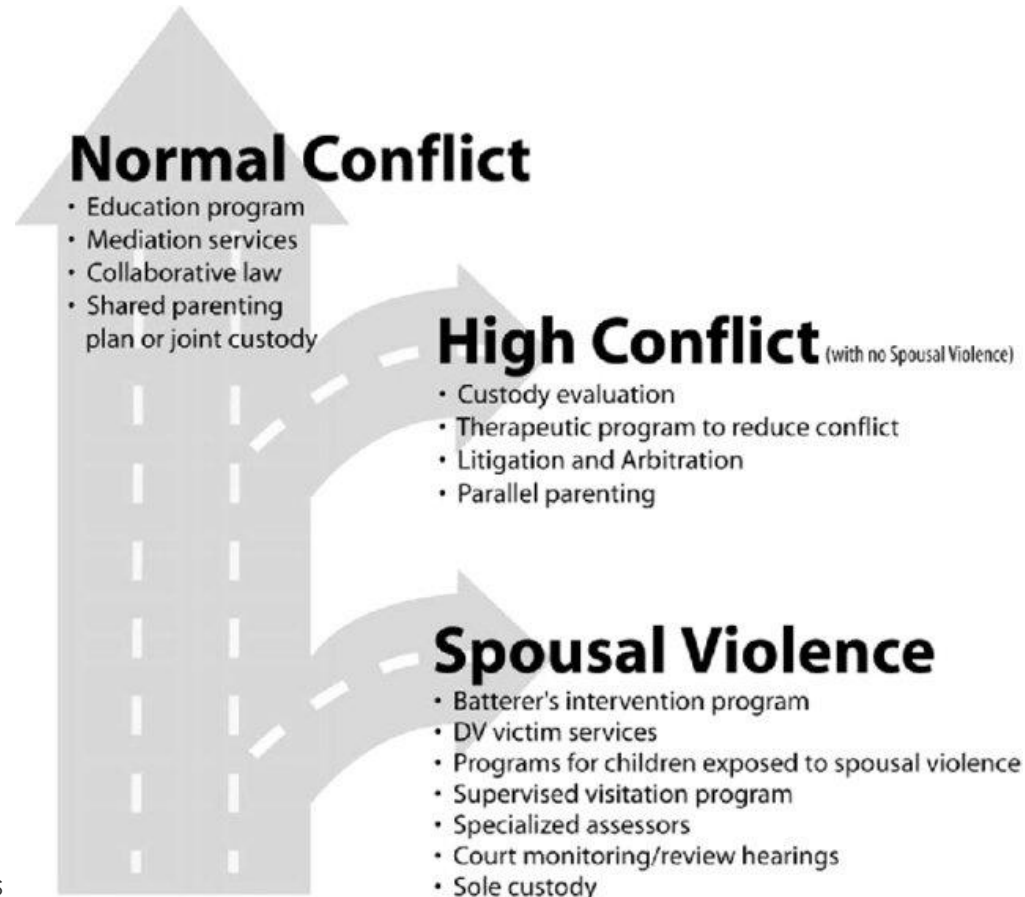 Normal Conflict
• Education program
• Mediation services
• Collaborative law
• Shared parenting
plan or joint custody
High Conflict (with no Spousal Violence)
• Custody evaluation
• Therapeutic program to reduce conflict
• Litigation and Arbitration
• Parallel parenting
Spousal Violence
• Batterer's intervention program
• DV victim services
• Programs for children exposed to spousal violence
• Supervised visitation program
• Specialized assessors
• Court monitoring/review hearings
• Sole custody
s